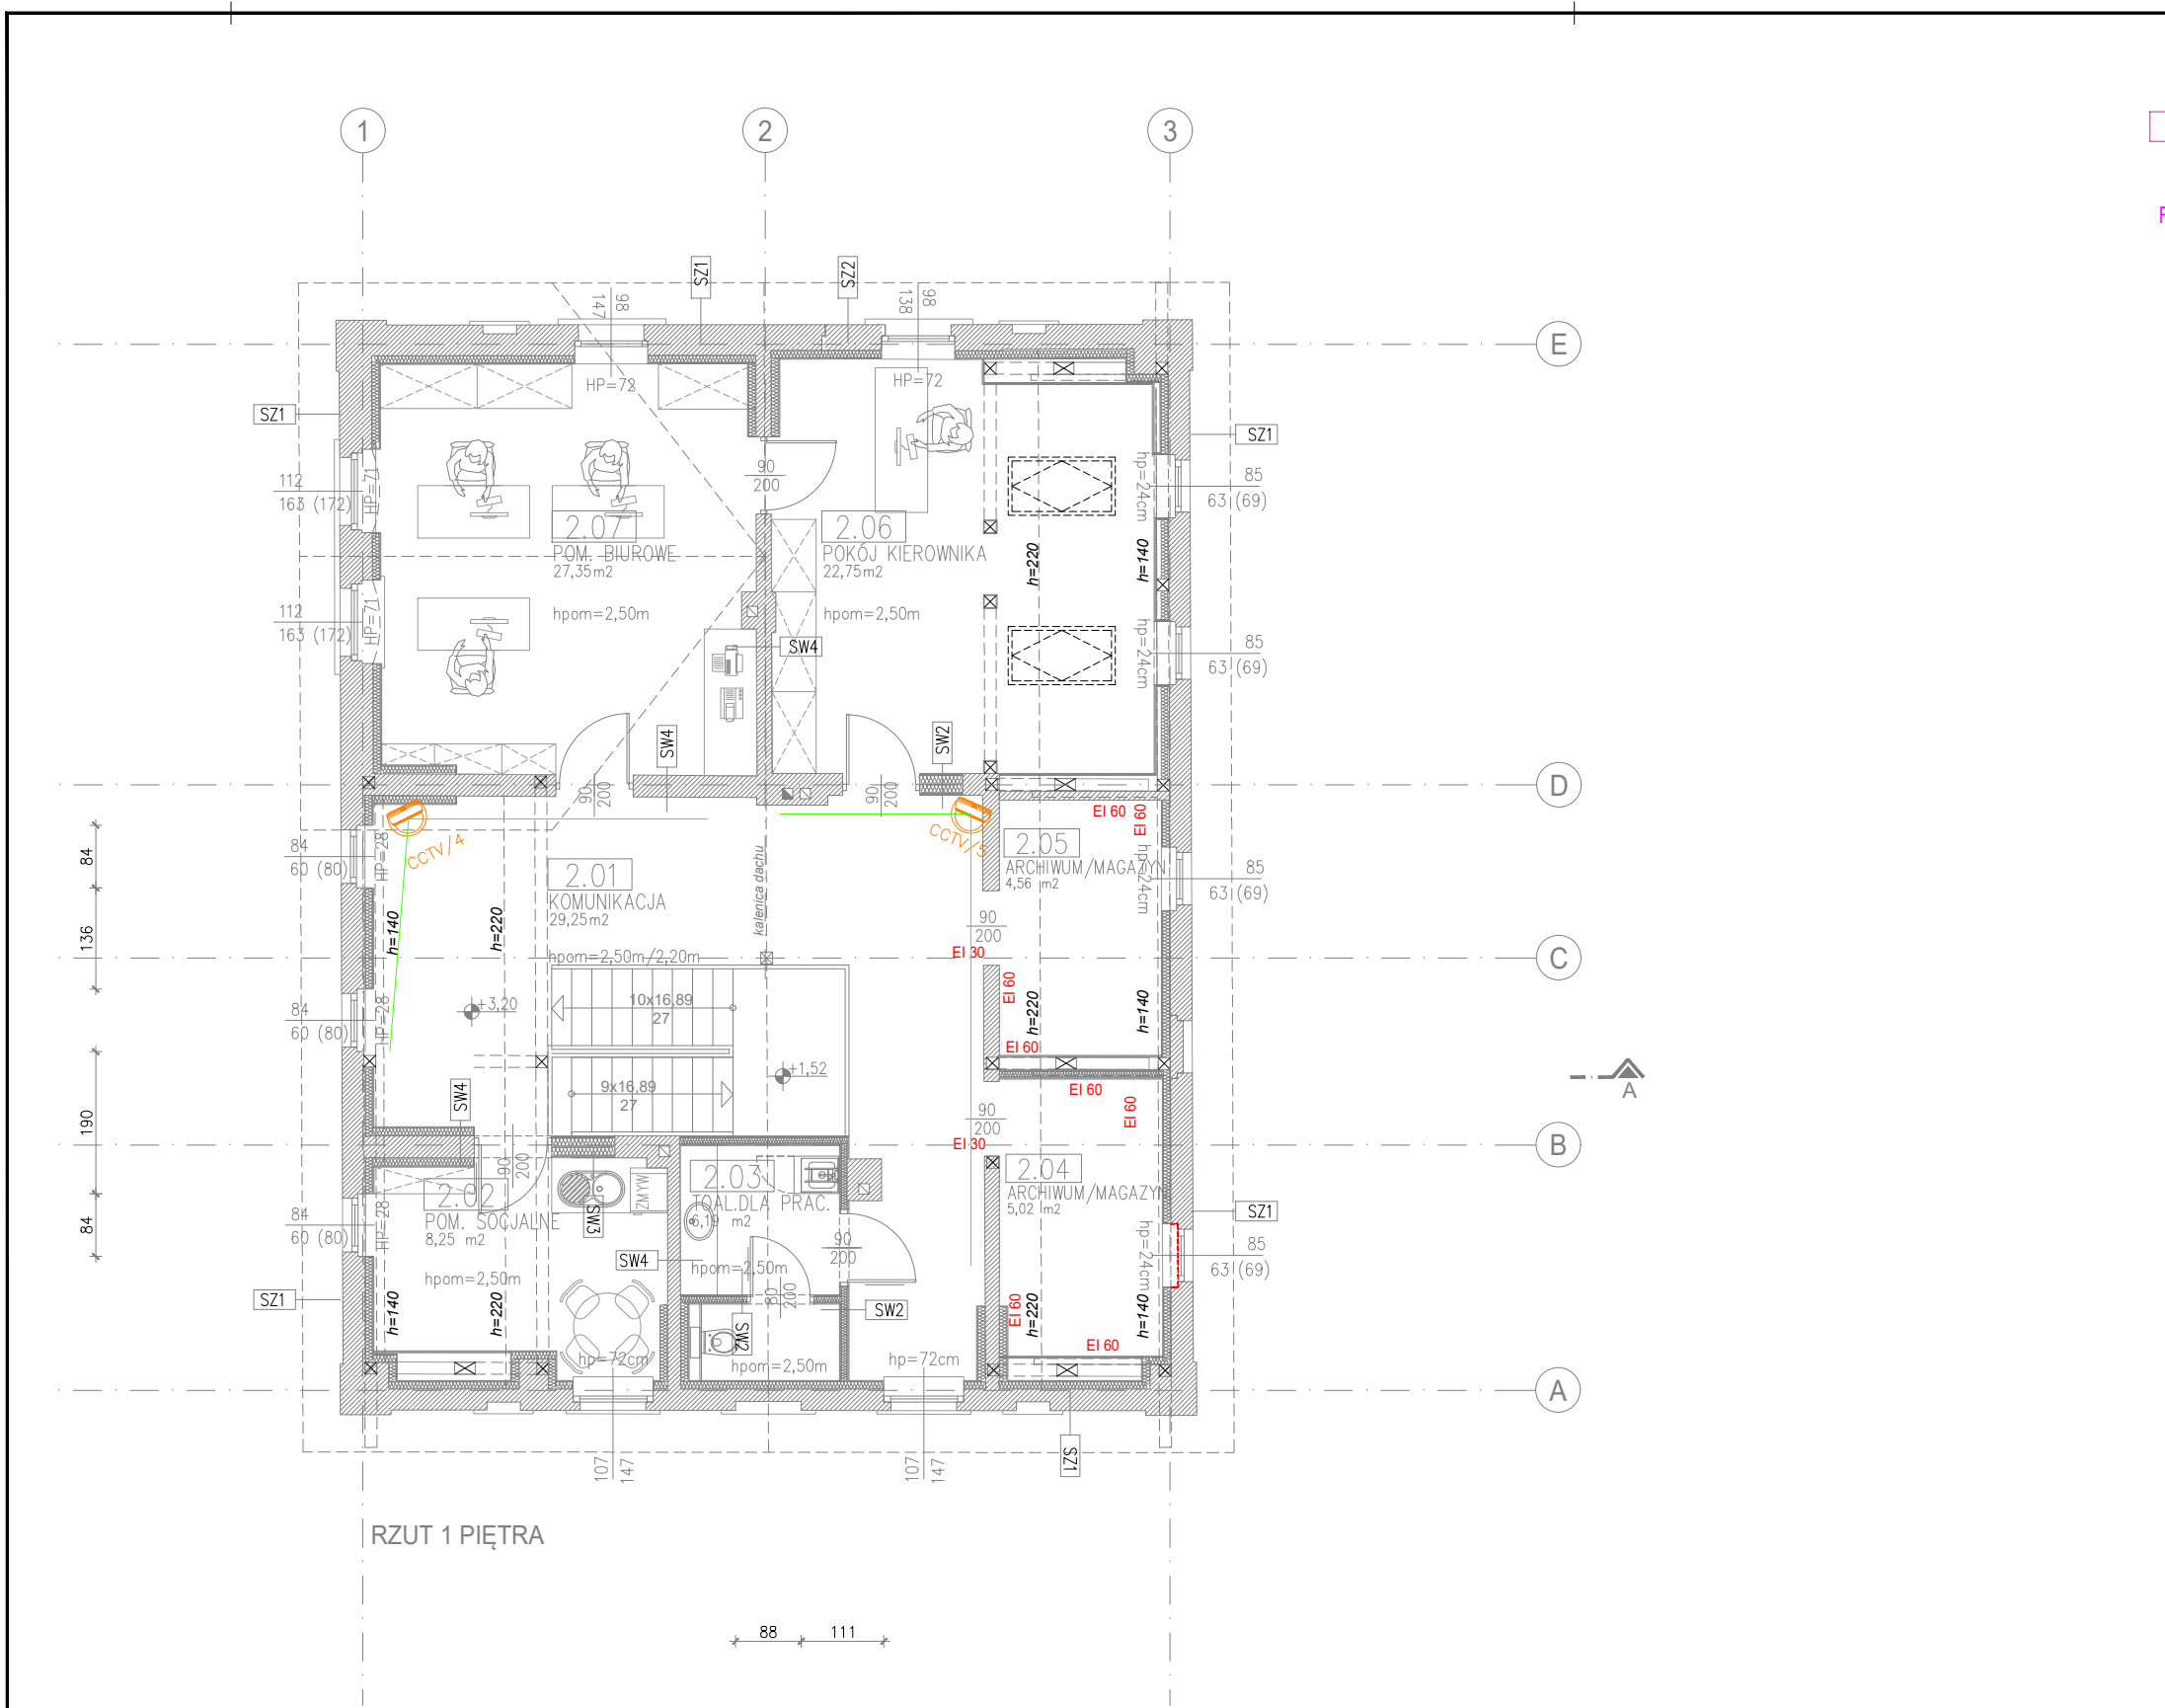 1
2
3
E
D
C
B
A
SZ1
SZ2
147
98
138
98
HP=72
HP=72
SZ1
SZ1
112
163 (172)
HP=71
112
163 (172)
HP=71
90
200
2.07
POM. BIUROWE
27,35m2
hpom=2,50m
2.06
POKÓJ KIEROWNIKA
22,75m2
hpom=2,50m
SW4
h=220
h=140
hp=24cm
85
63 (69)
hp=24cm
85
63 (69)
SW4
SW2
90
200
90
200
CCTV/4
CCTV/5
84
136
190
84
84
60 (80)
HP=28
84
60 (80)
HP=28
84
60 (80)
HP=28
2.01
KOMUNIKACJA
29,25m2
hpom=2,50m/2,20m
kalenica dachu
h=140
h=220
+3,20
10x16,89
27
9x16,89
27
+1,52
EI 60
EI 60
2.05
ARCHIWUM/MAGAZYN
4,56 m2
hp=24cm
85
63 (69)
90
200
EI 30
EI 60
h=220
h=140
EI 60
EI 60
EI 60
90
200
EI 30
2.04
ARCHIWUM/MAGAZYN
5,02 m2
hp=24cm
85
63 (69)
SZ1
EI 60
h=220
h=140
EI 60
A
SW4
90
200
2.02
POM. SOCJALNE
8,25 m2
hpom=2,50m
h=140
h=220
SW3
ZMYW
2.03
TOAL.DLA PRAC.
6,19 m2
hpom=2,50m
SW4
90
200
80
200
SW2
SW2
hpom=2,50m
hp=72cm
hp=72cm
SZ1
107
147
107
147
SZ1
RZUT 1 PIĘTRA
88
111